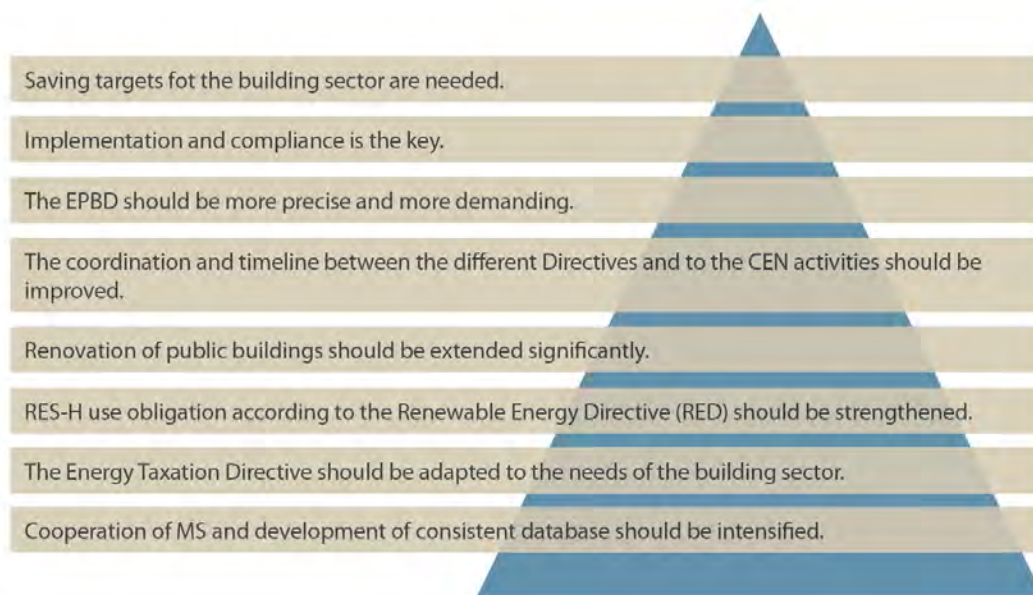 Saving targets fot the building sector are needed.
Implementation and compliance is the key.
The EPBD should be more precise and more demanding.
The coordination and timeline between the different Directives and to the CEN activities should be
improved.
Renovation of public buildings should be extended significantly.
RES-H use obligation according to the Renewable Energy Directive (RED) should be strengthened.
The Energy Taxation Directive should be adapted to the needs of the building sector.
Cooperation of MS and development of consistent database should be intensified.